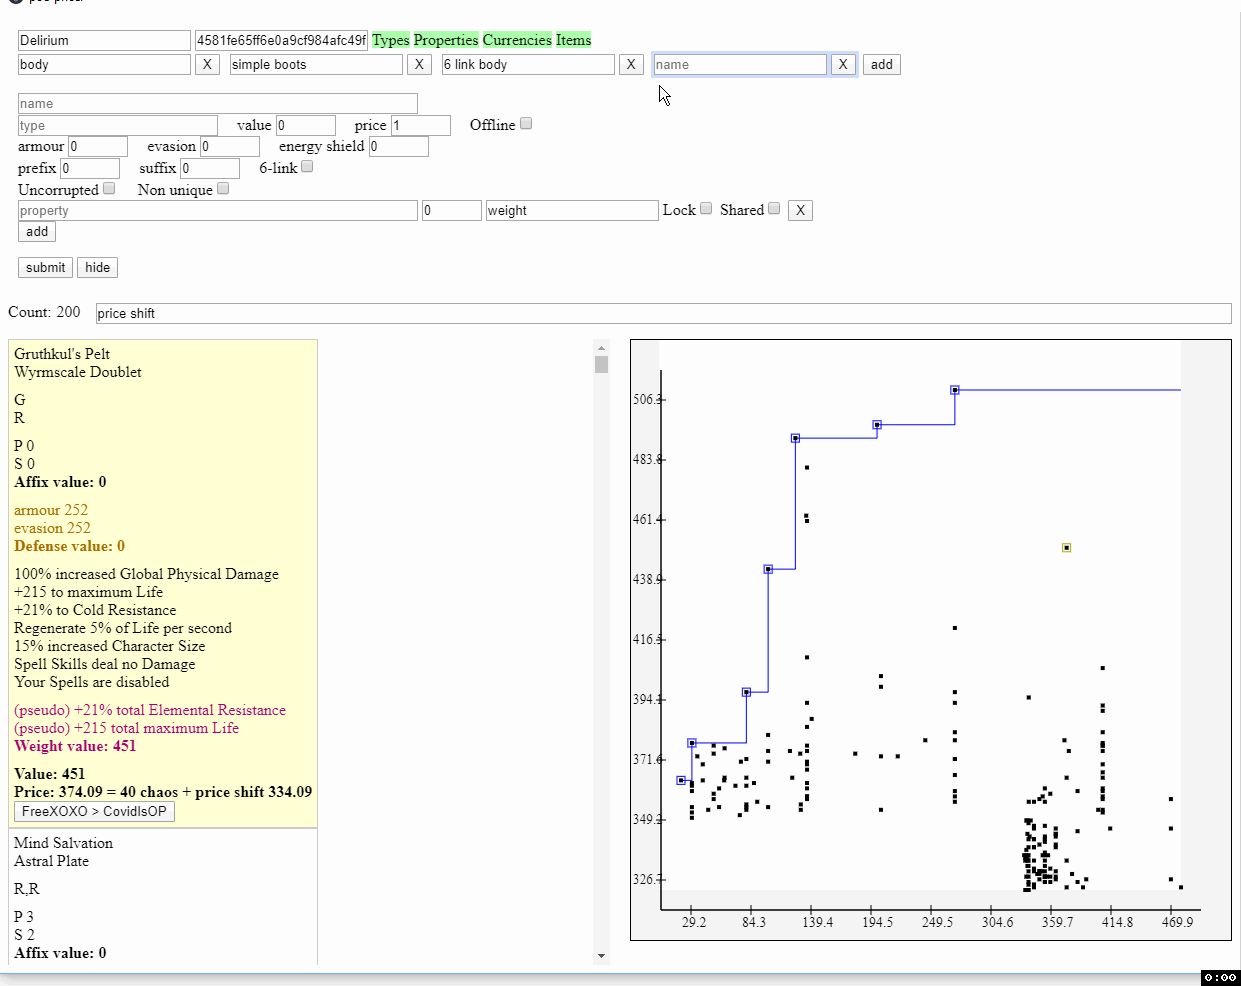 Delirium 4581fe65ff6e0a9cf984afc49f Types Properties Currencies Items
body X simple boots X 6 link body X name X add
name
type value 0 price 1 Offline
armour 0 evasion 0 energy shield 0
prefix 0 suffix 0 6-link
Uncorrupted Non unique
property 0 weight Lock Shared X
add
submit hide
Count: 200 price shift
Gruthkul's Pelt
Wyrmscale Doublet
G
R
P 0
S 0
Affix value: 0
armour 252
evasion 252
Defense value: 0
100% increased Global Physical Damage
+215 to maximum Life
+21% to Cold Resistance
Regenerate 5% of Life per second
15% increased Character Size
Spell Skills deal no Damage
Your Spells are disabled
(pseudo) +21% total Elemental Resistance
(pseudo) +215 total maximum Life
Weight value: 451
Value: 451
Price: 374.09 = 40 chaos + price shift 334.09
FreeXOXO > CovidIsOP
Mind Salvation
Astral Plate
R,R
P 3
S 2
Affix value: 0
506.3
483.8
461.4
438.9
416.5
394.1
371.6
349.2
326.7
29.2 84.3 139.4 194.5 249.5 304.6 359.7 414.8 469.9
0:00